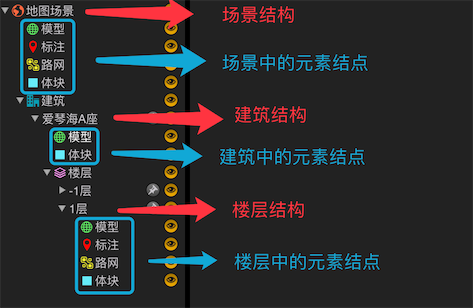 地图场景 场景结构
模型
标注
路网 场景中的元素结点
体块
建筑
爱琴海A座 建筑结构
模型
体块 建筑中的元素结点
楼层
-1层
1层 楼层结构
模型
标注
路网 楼层中的元素结点
体块